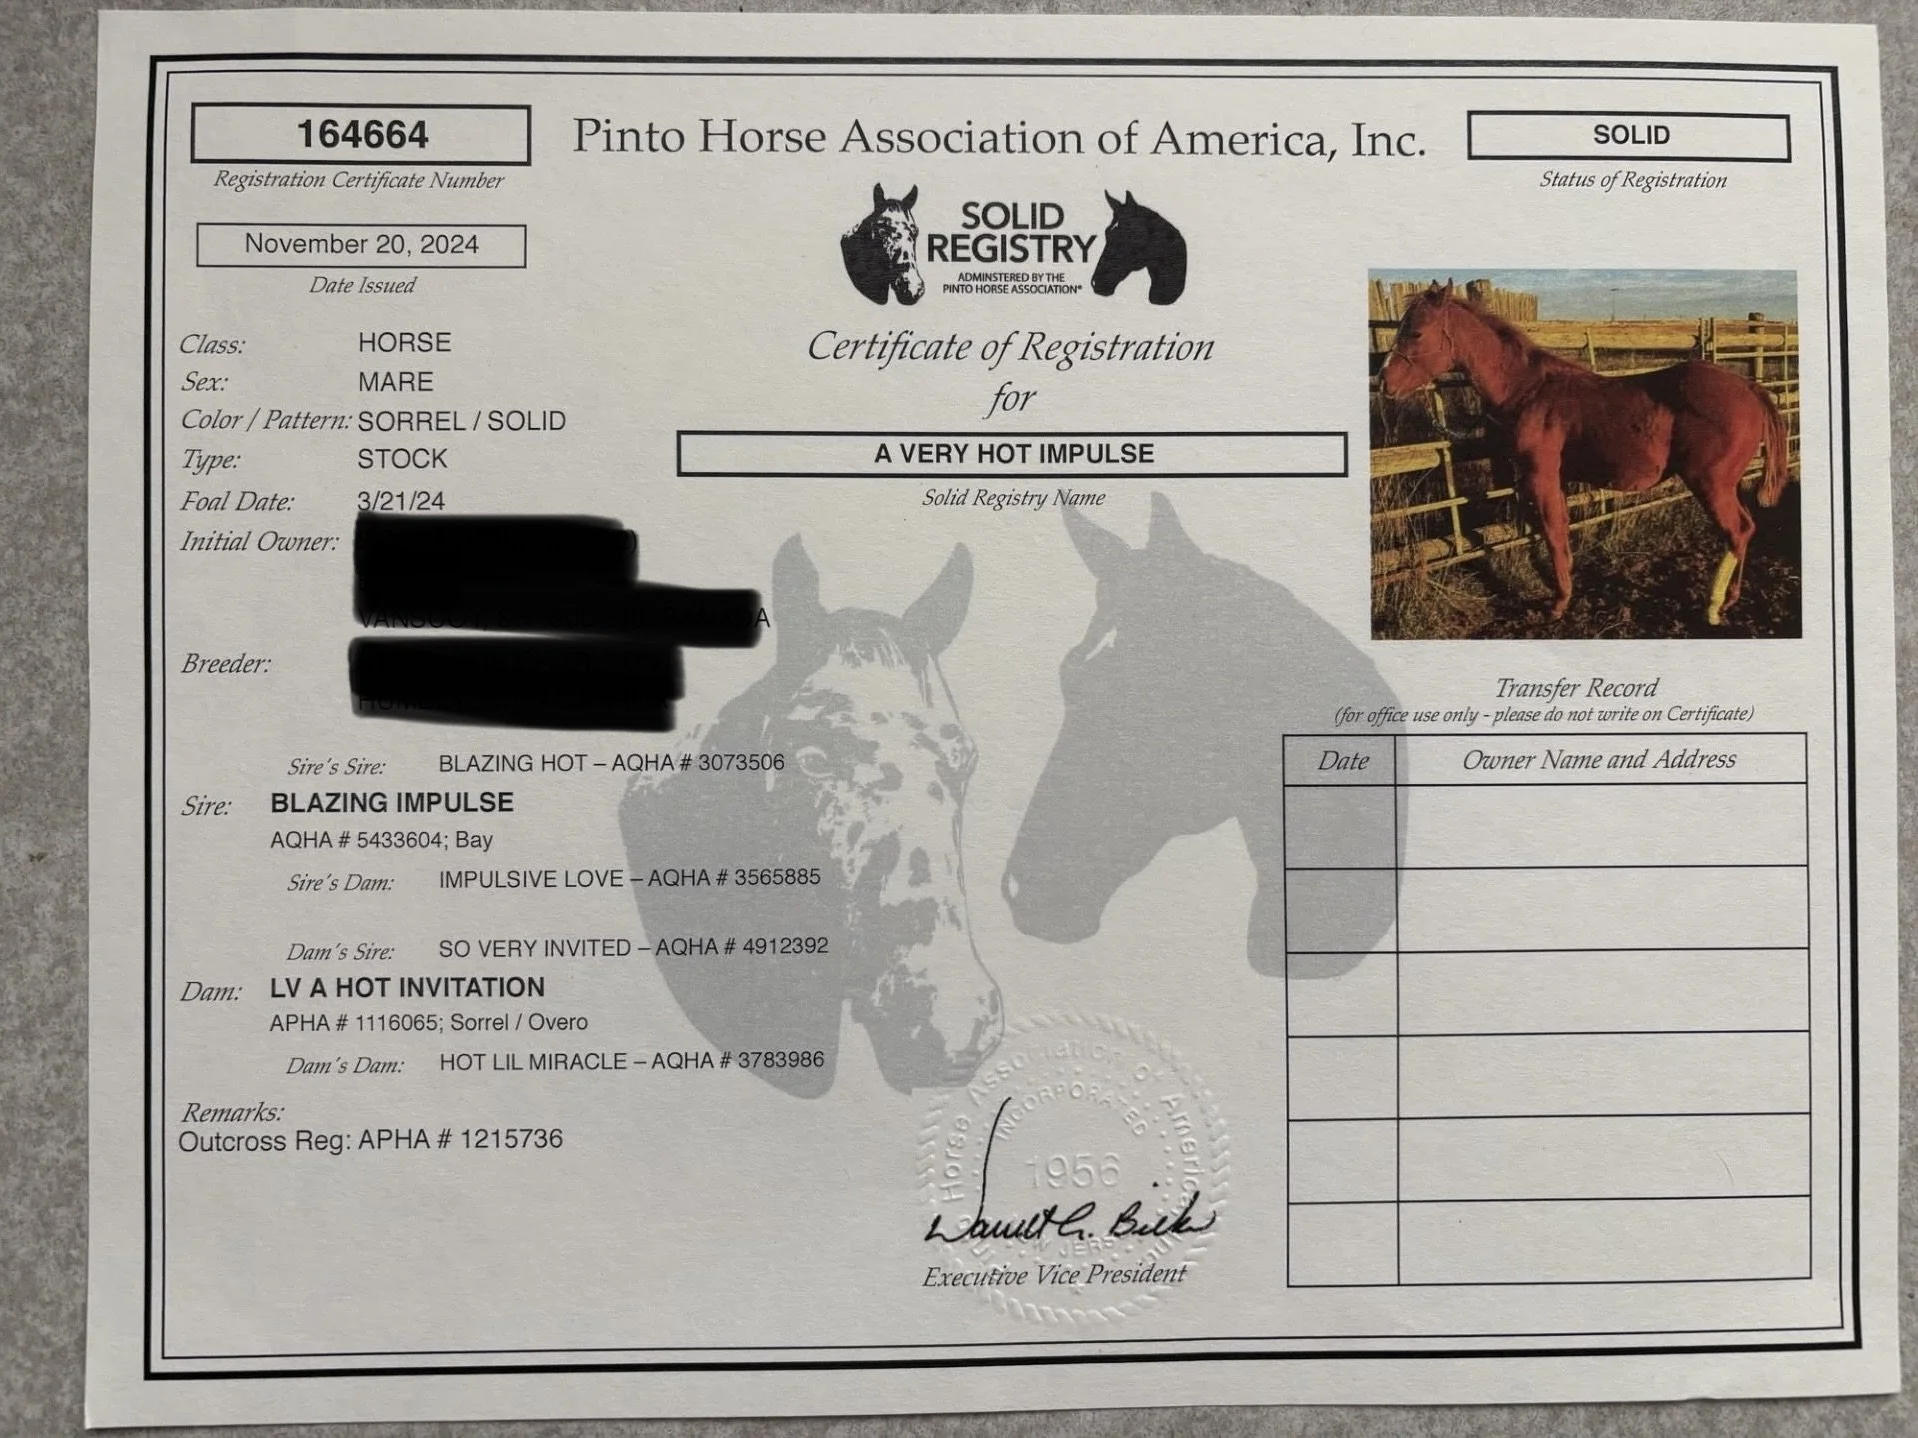 164664
Registration Certificate Number
Pinto Horse Association of America, Inc.
SOLID
Status of Registration
November 20, 2024
Date Issued
SOLID
REGISTRY
ADMINSTERED BY THE
PINTO HORSE ASSOCIATION®
Certificate of Registration
for
A VERY HOT IMPULSE
Solid Registry Name
Class: HORSE
Sex: MARE
Color / Pattern: SORREL / SOLID
Type: STOCK
Foal Date: 3/21/24
Initial Owner:
Breeder:
Sire's Sire: BLAZING HOT – AQHA # 3073506
Sire: BLAZING IMPULSE
AQHA # 5433604; Bay
Sire's Dam: IMPULSIVE LOVE – AQHA # 3565885
Dam's Sire: SO VERY INVITED – AQHA # 4912392
Dam: LV A HOT INVITATION
APHA # 1116065; Sorrel / Overo
Dam's Dam: HOT LIL MIRACLE – AQHA # 3783986
Remarks:
Outcross Reg: APHA # 1215736
Transfer Record
(for office use only - please do not write on Certificate)
Date Owner Name and Address
Horse Association of America
INCORPORATED
1956
Executive Vice President